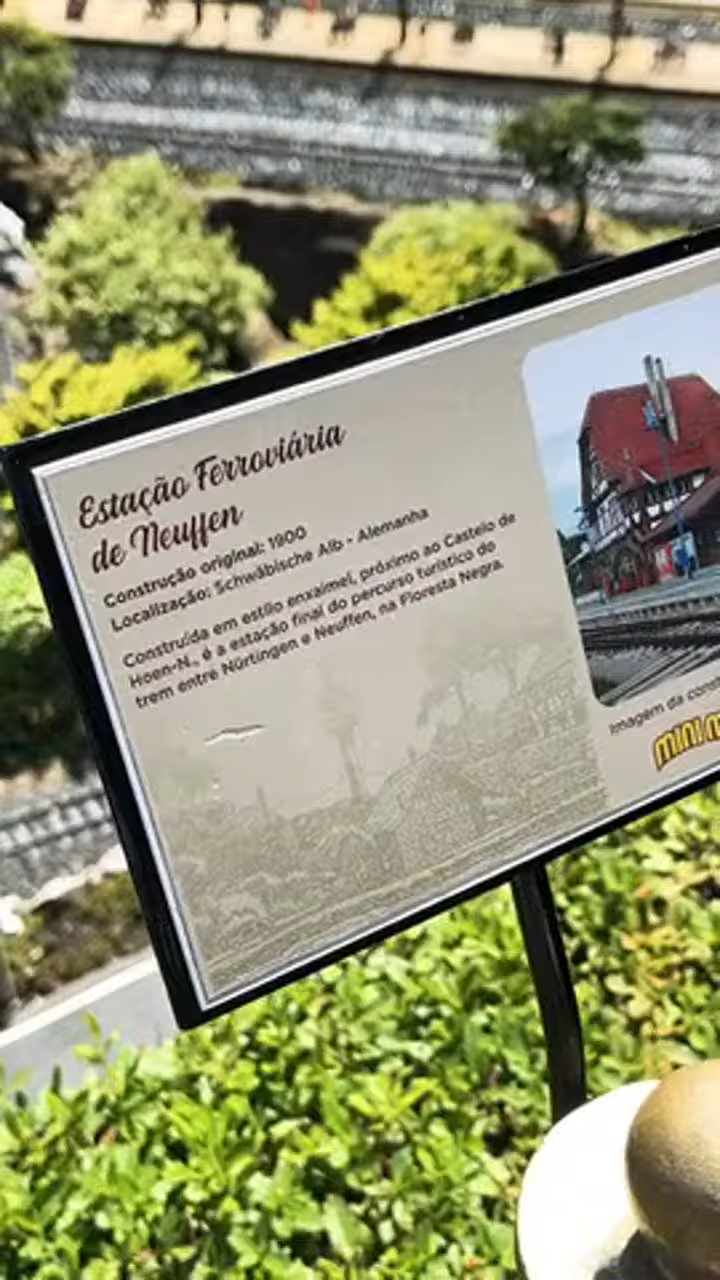 Estação Ferroviária
de Neuffen
Construção original: 1900
Localização: Schwäbische Alb - Alemanha
Construída em estilo enxaimel, próximo ao Castelo de
Hoen-N., é a estação final do percurso turístico do
trem entre Nürtingen e Neuffen, na Floresta Negra.
Imagem da const
MINI M